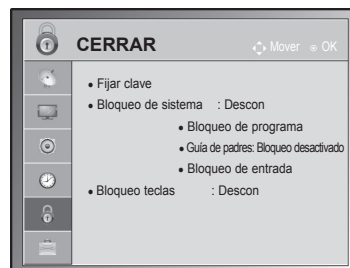 CERRAR
Mover OK
• Fijar clave
• Bloqueo de sistema : Descon
• Bloqueo de programa
• Guía de padres: Bloqueo desactivado
• Bloqueo de entrada
• Bloqueo teclas : Descon